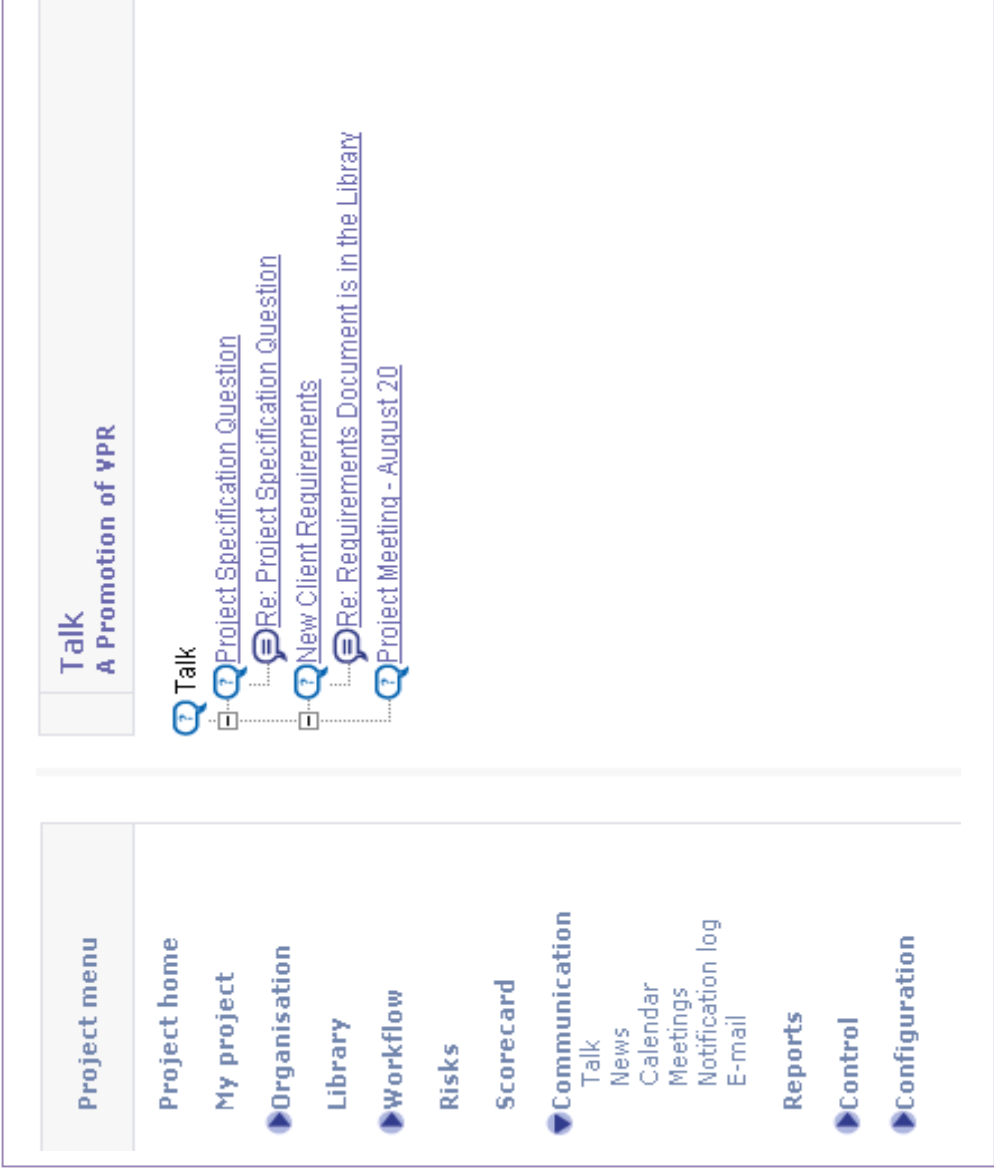 Project menu
Project home
My project
Organisation
Library
Workflow
Risks
Scorecard
Communication
Talk
News
Calendar
Meetings
Notification log
E-mail
Reports
Control
Configuration
Talk
A Promotion of VPR
Talk
Project Specification Question
Re: Project Specification Question
New Client Requirements
Re: Requirements Document is in the Library
Project Meeting - August 20